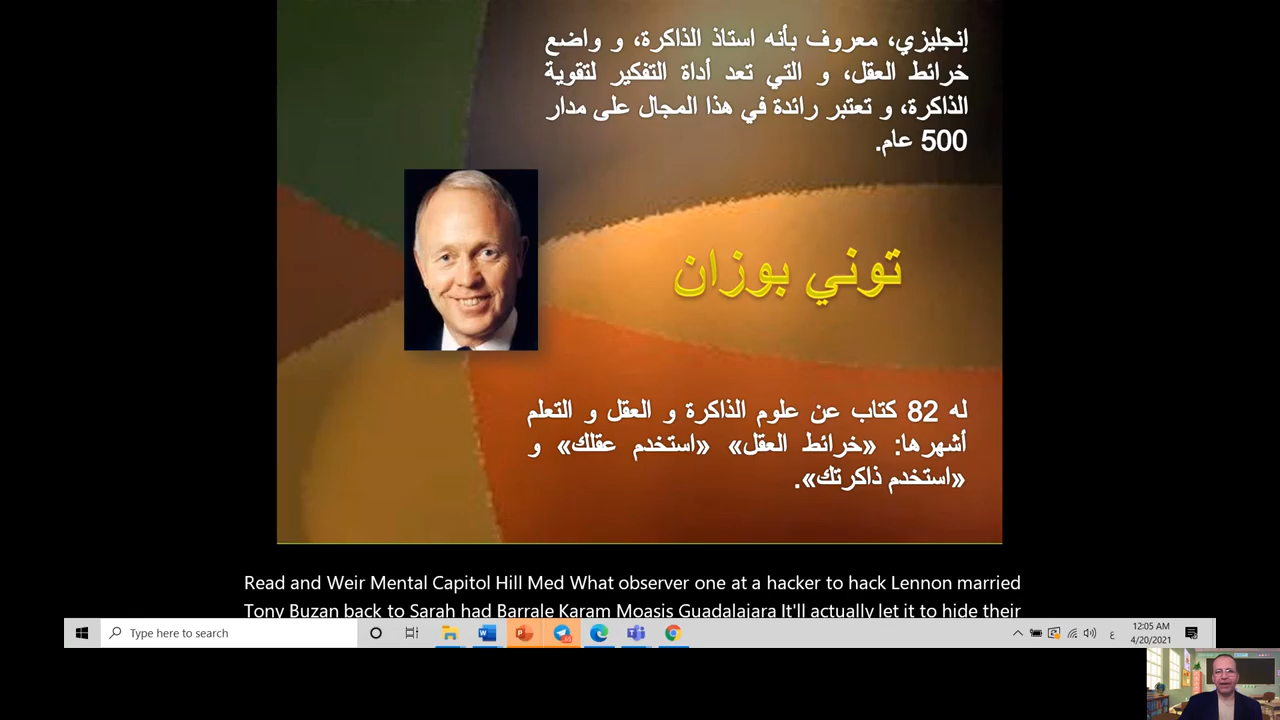 إنجليزي، معروف بأنه استاذ الذاكرة، و واضع
خرائط العقل، و التي تعد أداة التفكير لتقوية
الذاكرة، و تعتبر رائدة في هذا المجال على مدار
500 عام.
توني بوزان
له 82 كتاب عن علوم الذاكرة و العقل و التعلم
أشهرها: «خرائط العقل» «استخدم عقلك» و
«استخدم ذاكرتك».
Read and Weir Mental Capitol Hill Med What observer one at a hacker to hack Lennon married
Tony Buzan back to Sarah had Barrale Karam Moasis Guadalajara It'll actually let it to hide their
Type here to search
ع
12:05 AM
4/20/2021